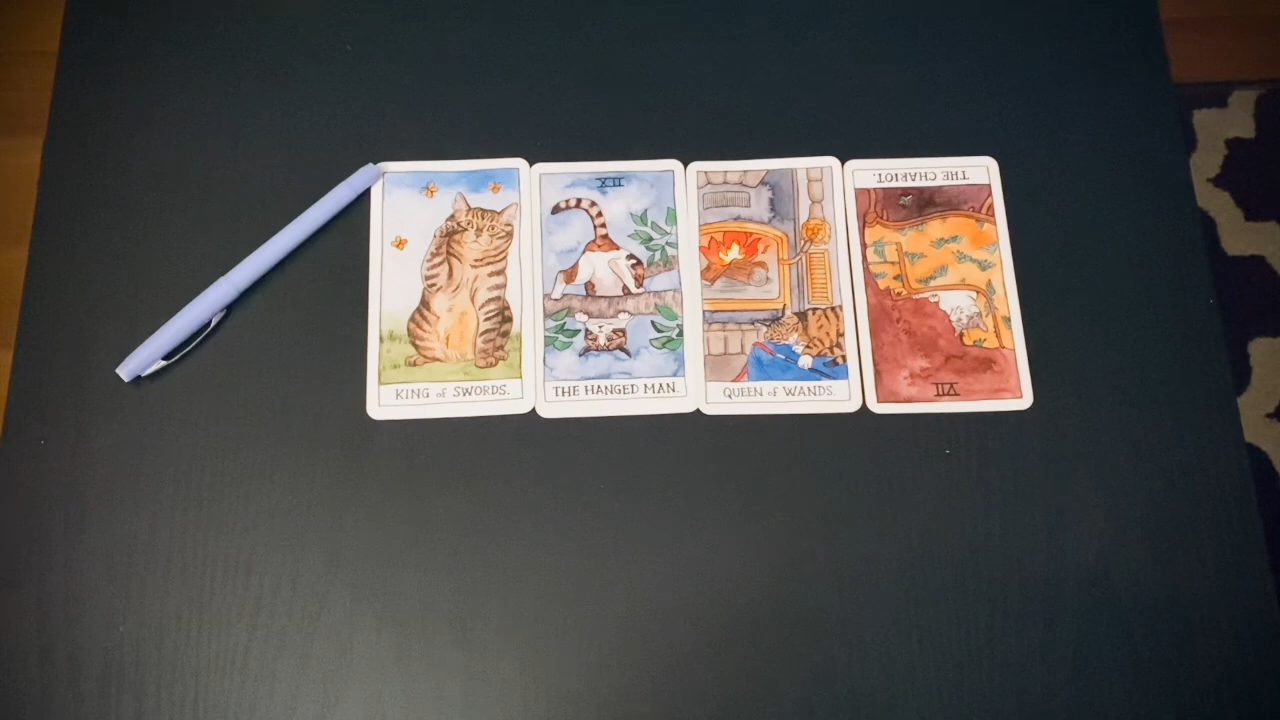 KING of SWORDS.
XII
THE HANGED MAN.
QUEEN of WANDS.
VII
THE CHARIOT.